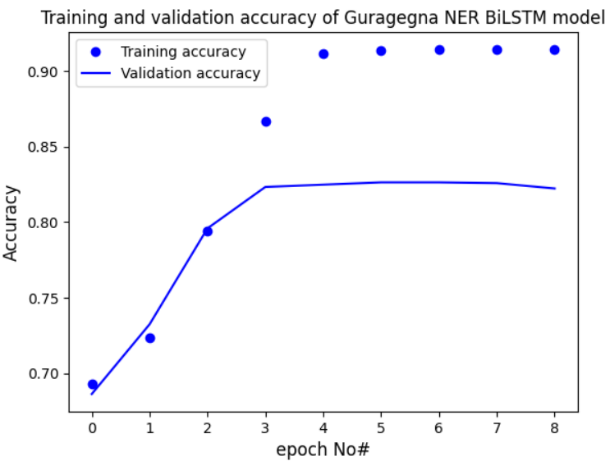 Training and validation accuracy of Guragegna NER BiLSTM model
Training accuracy
Validation accuracy
Accuracy
0.90
0.85
0.80
0.75
0.70
0 1 2 3 4 5 6 7 8
epoch No#